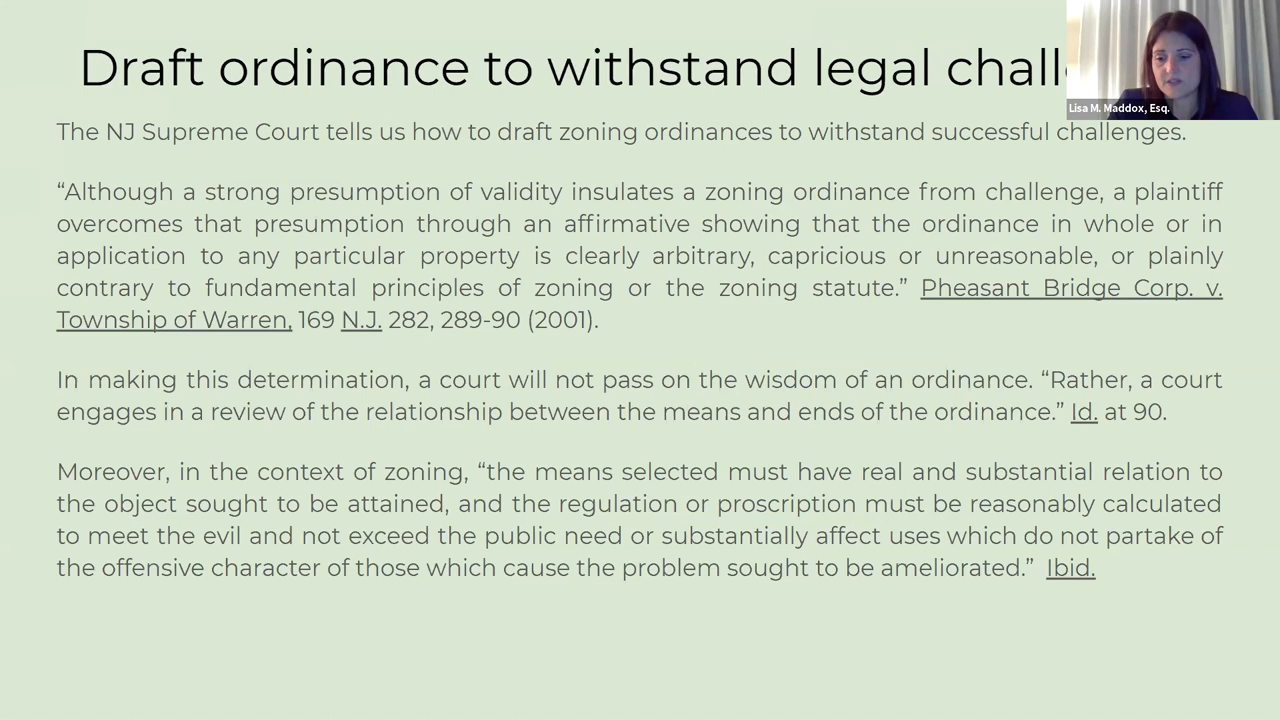 Draft ordinance to withstand legal chall
Lisa M. Maddox, Esq.
The NJ Supreme Court tells us how to draft zoning ordinances to withstand successful challenges.
“Although a strong presumption of validity insulates a zoning ordinance from challenge, a plaintiff
overcomes that presumption through an affirmative showing that the ordinance in whole or in
application to any particular property is clearly arbitrary, capricious or unreasonable, or plainly
contrary to fundamental principles of zoning or the zoning statute.” Pheasant Bridge Corp. v.
Township of Warren, 169 N.J. 282, 289-90 (2001).
In making this determination, a court will not pass on the wisdom of an ordinance. “Rather, a court
engages in a review of the relationship between the means and ends of the ordinance.” Id. at 90.
Moreover, in the context of zoning, “the means selected must have real and substantial relation to
the object sought to be attained, and the regulation or proscription must be reasonably calculated
to meet the evil and not exceed the public need or substantially affect uses which do not partake of
the offensive character of those which cause the problem sought to be ameliorated.” Ibid.